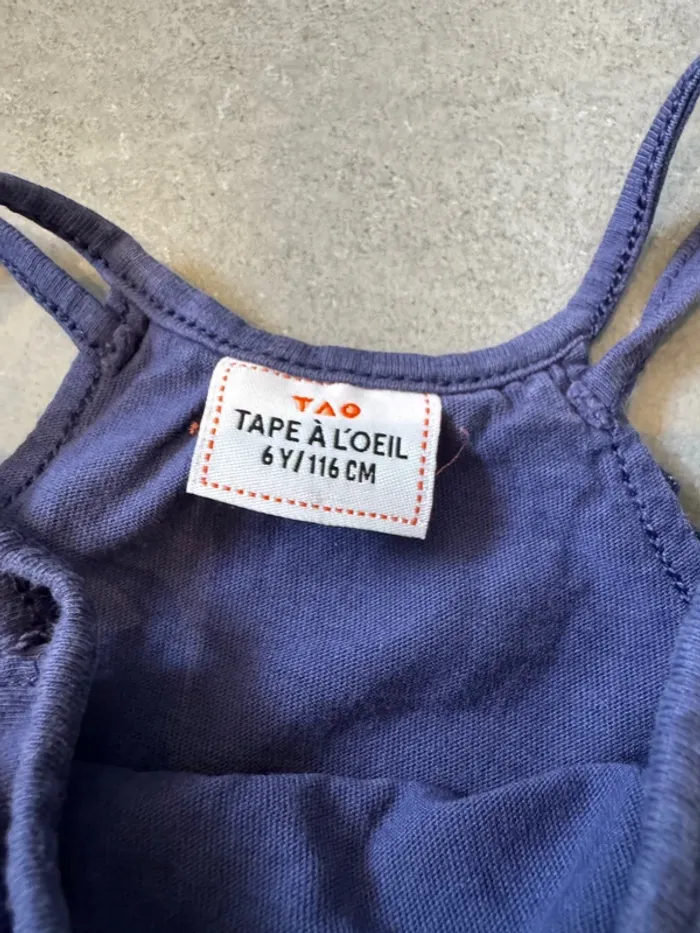 TAO
TAPE À L'OEIL
6 Y/116 CM